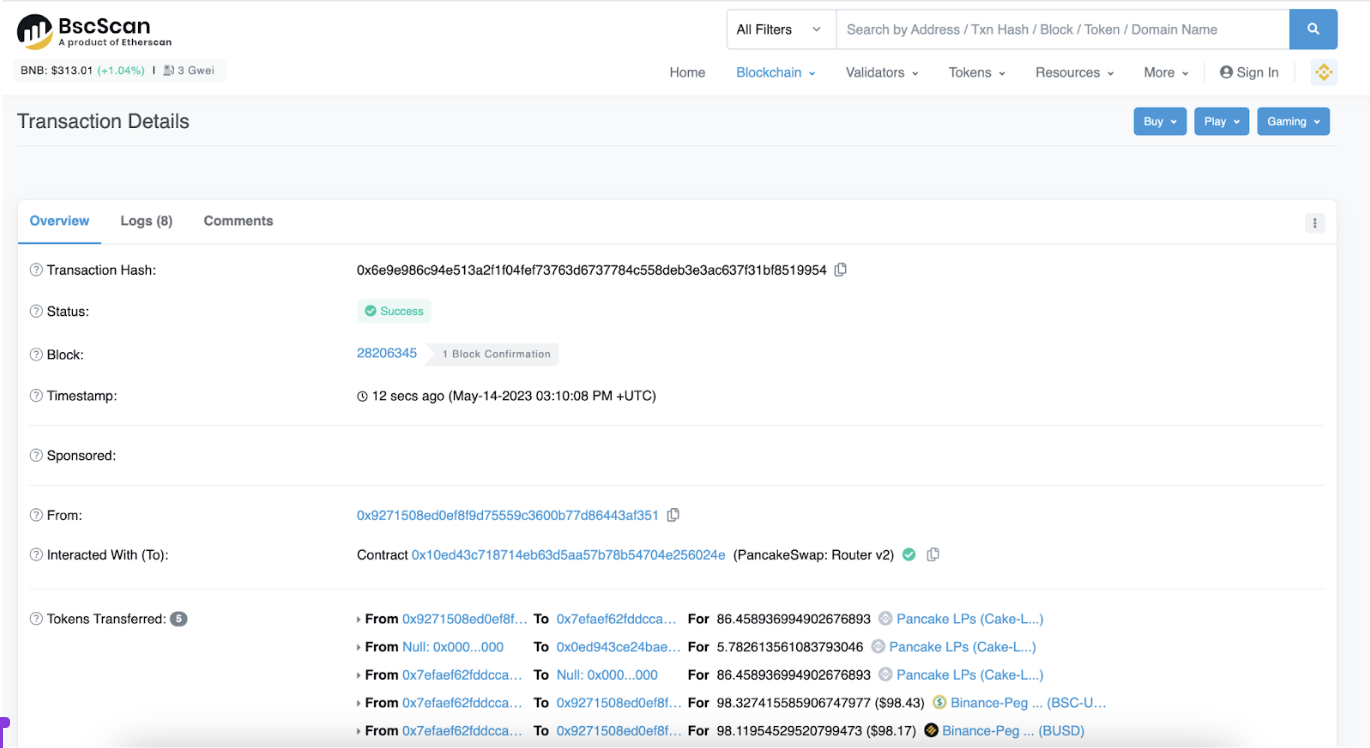 BscScan
A product of Etherscan
All Filters Search by Address / Txn Hash / Block / Token / Domain Name
BNB: $313.01 (+1.04%) | 3 Gwei
Home Blockchain Validators Tokens Resources More Sign In
Transaction Details
Buy Play Gaming
Overview Logs (8) Comments
Transaction Hash: 0x6e9e986c94e513a2f1f04fef73763d6737784c558deb3e3ac637f31bf8519954
Status: Success
Block: 28206345 1 Block Confirmation
Timestamp: 12 secs ago (May-14-2023 03:10:08 PM +UTC)
Sponsored:
From: 0x9271508ed0ef8f9d75559c3600b77d86443af351
Interacted With (To): Contract 0x10ed43c718714eb63d5aa57b78b54704e256024e (PancakeSwap: Router v2)
Tokens Transferred: 5 From 0x9271508ed0ef8f... To 0x7efaef62fddcca... For 86.458936994902676893 Pancake LPs (Cake-L...)
From Null: 0x000...000 To 0x0ed943ce24bae... For 5.782613561083793046 Pancake LPs (Cake-L...)
From 0x7efaef62fddcca... To Null: 0x000...000 For 86.458936994902676893 Pancake LPs (Cake-L...)
From 0x7efaef62fddcca... To 0x9271508ed0ef8f... For 98.327415585906747977 ($98.43) Binance-Peg ... (BSC-U...
From 0x7efaef62fddcca... To 0x9271508ed0ef8f... For 98.11954529520799473 ($98.17) Binance-Peg ... (BUSD)